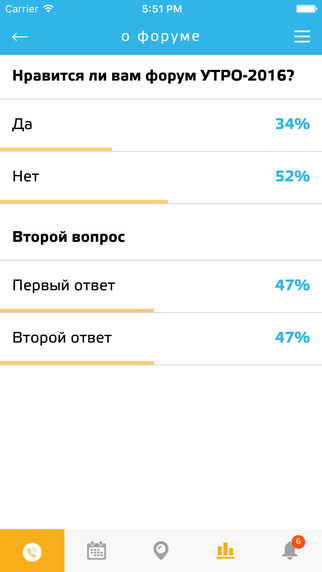 Carrier 5:51 PM
о форуме
Нравится ли вам форум УТРО-2016?
Да 34%
Нет 52%
Второй вопрос
Первый ответ 47%
Второй ответ 47%
6